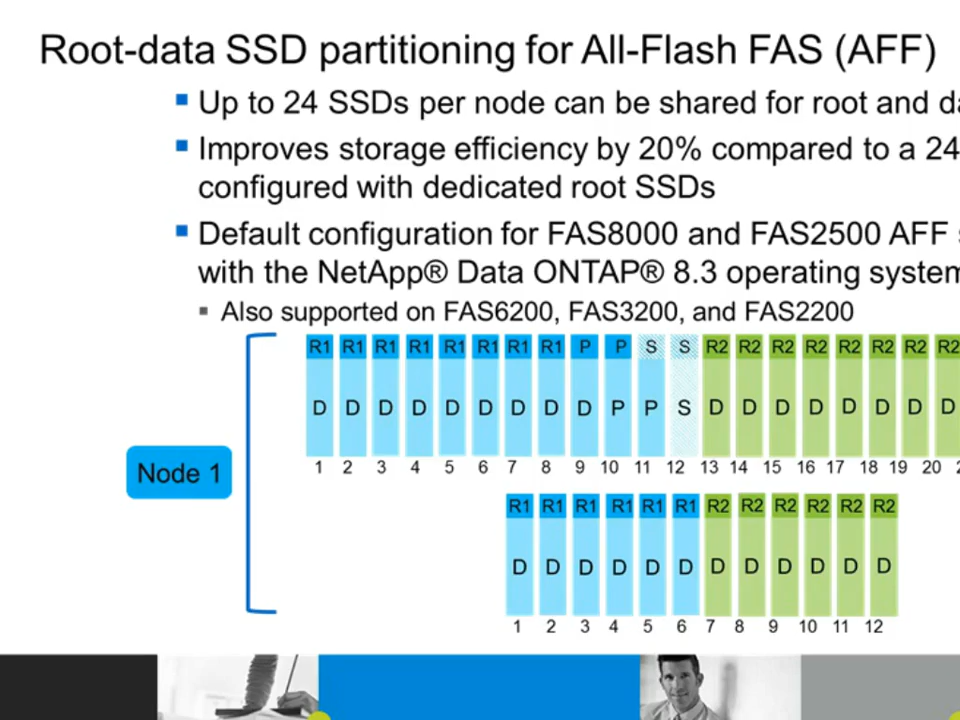 Root-data SSD partitioning for All-Flash FAS (AFF)
Up to 24 SSDs per node can be shared for root and
Improves storage efficiency by 20% compared to a 24
configured with dedicated root SSDs
Default configuration for FAS8000 and FAS2500 AFF
with the NetApp® Data ONTAP® 8.3 operating system
Also supported on FAS6200, FAS3200, and FAS2200
R1 R1 R1 R1 R1 R1 R1 R1 P P S S R2 R2 R2 R2 R2 R2 R2 R2
D D D D D D D D D P P S D D D D D D D D
1 2 3 4 5 6 7 8 9 10 11 12 13 14 15 16 17 18 19 20
Node 1
R1 R1 R1 R1 R1 R1 R2 R2 R2 R2 R2 R2
D D D D D D D D D D D D
1 2 3 4 5 6 7 8 9 10 11 12